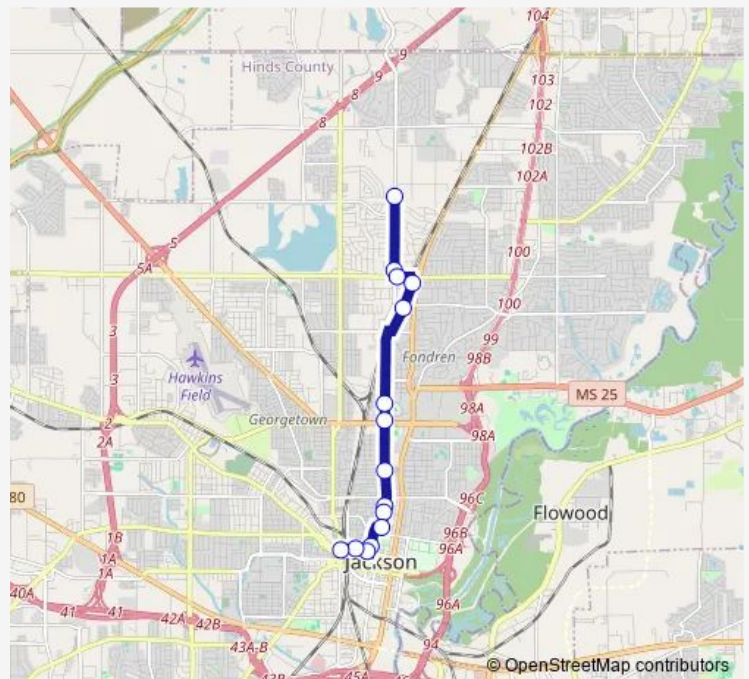 104
Hinds County
9
9
103
8
102
8
102B
102A
5
100
5A
100
3
99
Fondren
98B
Hawkins
Field
MS 25
3
98A
Georgetown
2
98A
2A
80
96C
Flowood
1B
96B
96A
1A
Jackson
1A
40A
96A
41
41
42A
42B
94
43A-B
© OpenStreetMap contributors